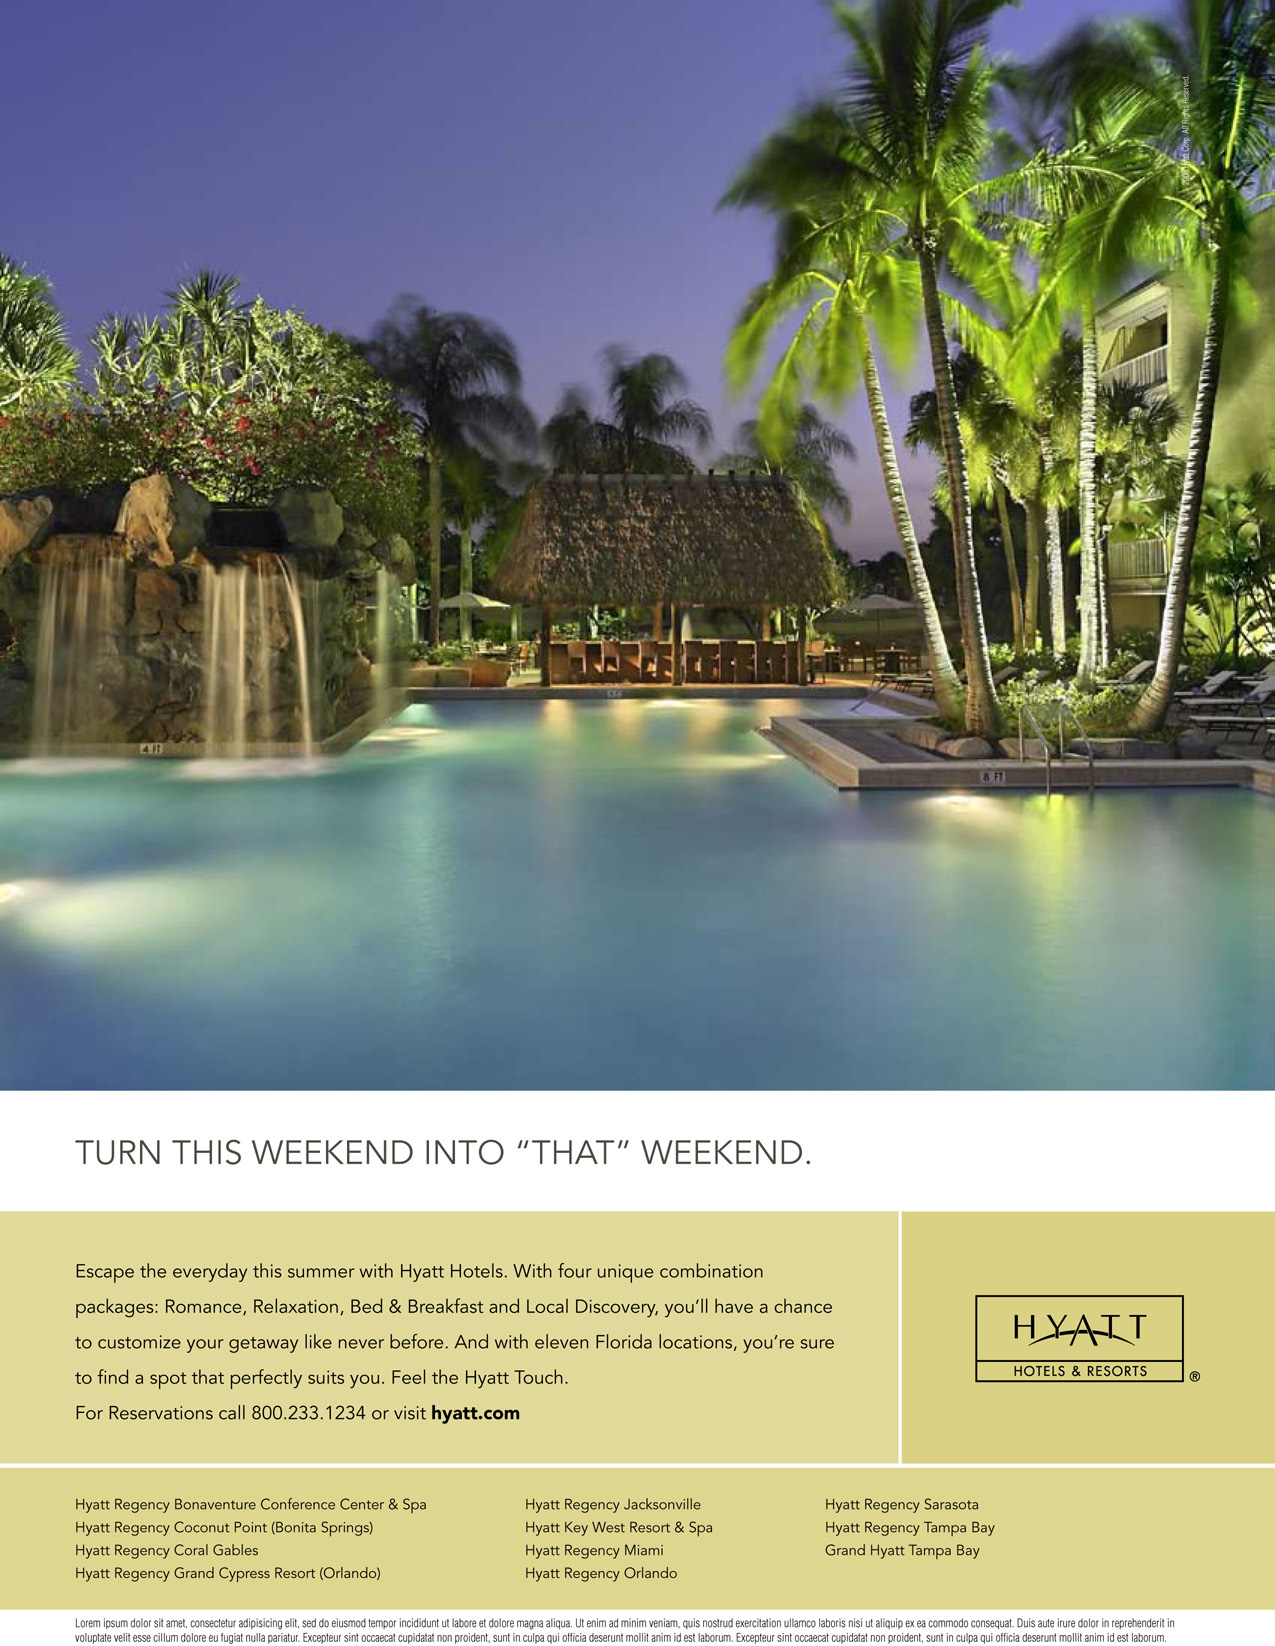 Corp. All Rights Reserved.
4 FT
8 FT
TURN THIS WEEKEND INTO “THAT” WEEKEND.
Escape the everyday this summer with Hyatt Hotels. With four unique combination
packages: Romance, Relaxation, Bed & Breakfast and Local Discovery, you’ll have a chance
to customize your getaway like never before. And with eleven Florida locations, you’re sure
to find a spot that perfectly suits you. Feel the Hyatt Touch.
For Reservations call 800.233.1234 or visit hyatt.com
HYATT
HOTELS & RESORTS ®
Hyatt Regency Bonaventure Conference Center & Spa
Hyatt Regency Coconut Point (Bonita Springs)
Hyatt Regency Coral Gables
Hyatt Regency Grand Cypress Resort (Orlando)
Hyatt Regency Jacksonville
Hyatt Key West Resort & Spa
Hyatt Regency Miami
Hyatt Regency Orlando
Hyatt Regency Sarasota
Hyatt Regency Tampa Bay
Grand Hyatt Tampa Bay
Lorem ipsum dolor sit amet, consectetur adipisicing elit, sed do eiusmod tempor incididunt ut labore et dolore magna aliqua. Ut enim ad minim veniam, quis nostrud exercitation ullamco laboris nisi ut aliquip ex ea commodo consequat. Duis aute irure dolor in reprehenderit in
voluptate velit esse cillum dolore eu fugiat nulla pariatur. Excepteur sint occaecat cupidatat non proident, sunt in culpa qui officia deserunt mollit anim id est laborum. Excepteur sint occaecat cupidatat non proident, sunt in culpa qui officia deserunt mollit anim id est laborum.